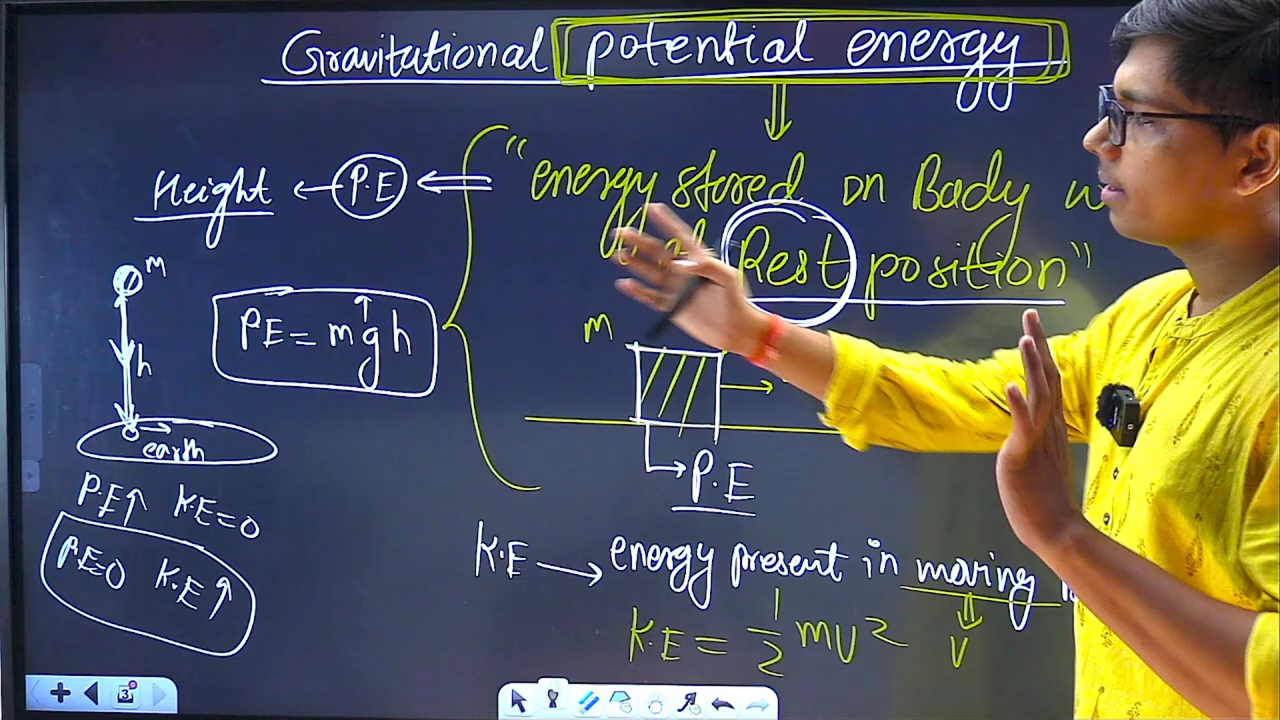 Gravitational potential energy
"energy stored on Body
Rest position"
Height ← P.E
m
h
earth
PE = mgh
P.E↑ K.E=0
PE=0 K.E↑
m
P.E
K.E → energy present in moving
K.E = 1/2 mv²
v
3